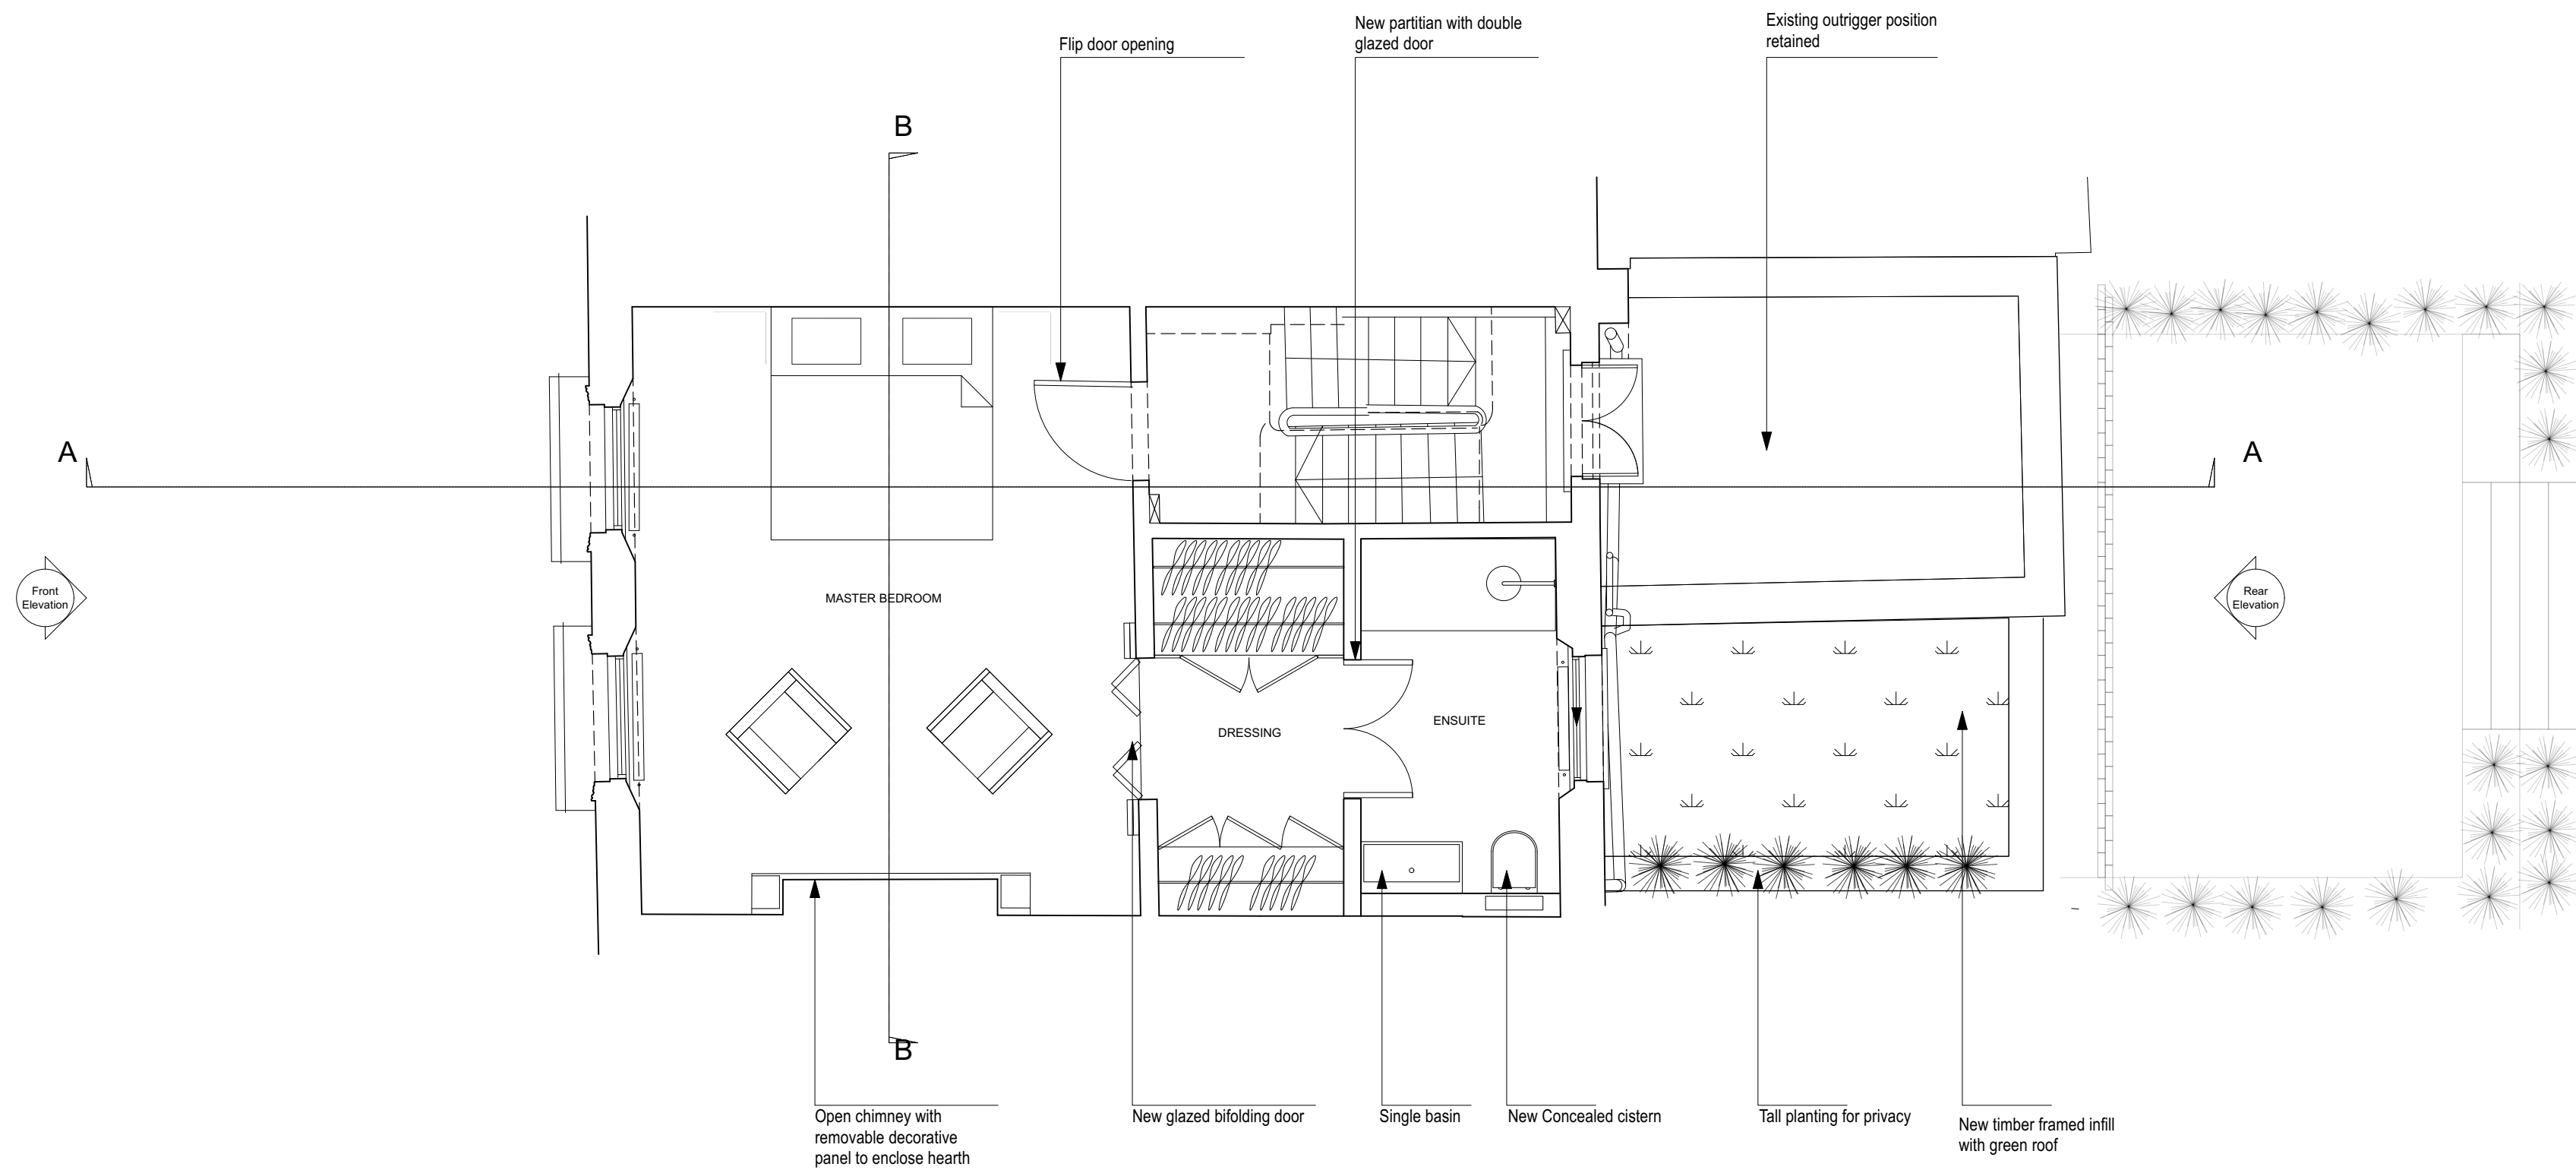 Flip door opening
New partitian with double
glazed door
Existing outrigger position
retained
B
A
A
Front
Elevation
MASTER BEDROOM
Rear
Elevation
DRESSING
ENSUITE
B
Open chimney with
removable decorative
panel to enclose hearth
New glazed bifolding door
Single basin
New Concealed cistern
Tall planting for privacy
New timber framed infill
with green roof